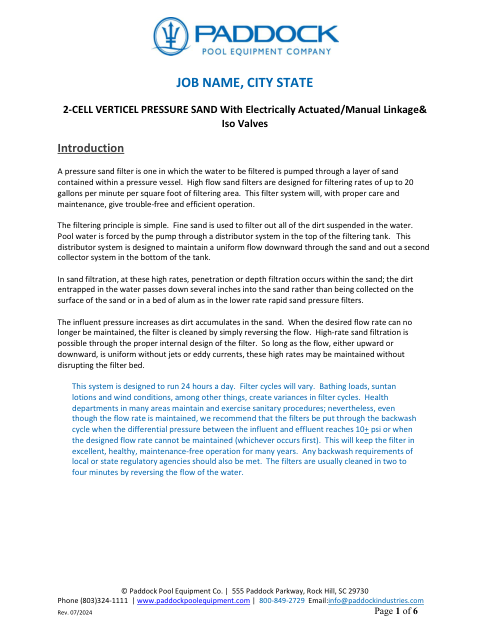 PADDOCK
POOL EQUIPMENT COMPANY
JOB NAME, CITY STATE
2-CELL VERTICEL PRESSURE SAND With Electrically Actuated/Manual Linkage&
Iso Valves
Introduction
A pressure sand filter is one in which the water to be filtered is pumped through a layer of sand
contained within a pressure vessel. High flow sand filters are designed for filtering rates of up to 20
gallons per minute per square foot of filtering area. This filter system will, with proper care and
maintenance, give trouble-free and efficient operation.
The filtering principle is simple. Fine sand is used to filter out all of the dirt suspended in the water.
Pool water is forced by the pump through a distributor system in the top of the filtering tank. This
distributor system is designed to maintain a uniform flow downward through the sand and out a second
collector system in the bottom of the tank.
In sand filtration, at these high rates, penetration or depth filtration occurs within the sand; the dirt
entrapped in the water passes down several inches into the sand rather than being collected on the
surface of the sand or in a bed of alum as in the lower rate rapid sand pressure filters.
The influent pressure increases as dirt accumulates in the sand. When the desired flow rate can no
longer be maintained, the filter is cleaned by simply reversing the flow. High-rate sand filtration is
possible through the proper internal design of the filter. So long as the flow, either upward or
downward, is uniform without jets or eddy currents, these high rates may be maintained without
disrupting the filter bed.
This system is designed to run 24 hours a day. Filter cycles will vary. Bathing loads, suntan
lotions and wind conditions, among other things, create variances in filter cycles. Health
departments in many areas maintain and exercise sanitary procedures; nevertheless, even
though the flow rate is maintained, we recommend that the filters be put through the backwash
cycle when the differential pressure between the influent and effluent reaches 10± psi or when
the designed flow rate cannot be maintained (whichever occurs first). This will keep the filter in
excellent, healthy, maintenance-free operation for many years. Any backwash requirements of
local or state regulatory agencies should also be met. The filters are usually cleaned in two to
four minutes by reversing the flow of the water.
© Paddock Pool Equipment Co. | 555 Paddock Parkway, Rock Hill, SC 29730
Phone (803)324-1111 | www.paddockpoolequipment.com | 800-849-2729 Email:info@paddockindustries.com
Rev. 07/2024 Page 1 of 6